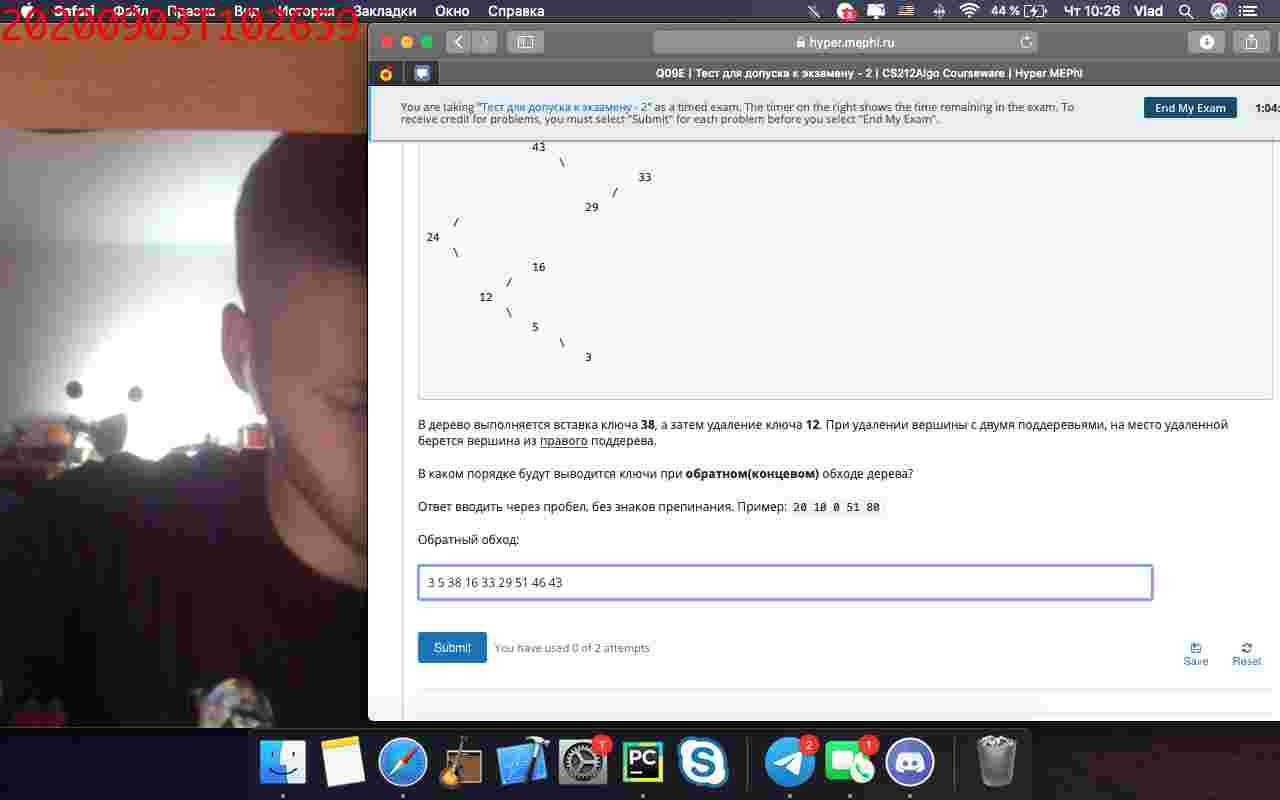 Safari Файл Правка Вид История Закладки Окно Справка 44 % Чт 10:26 Vlad
20200903T102659
hyper.mephi.ru
Q09E | Тест для допуска к экзамену - 2 | CS212Algo Courseware | Hyper.MEPhI
You are taking "Тест для допуска к экзамену - 2" as a timed exam. The timer on the right shows the time remaining in the exam. To
receive credit for problems, you must select "Submit" for each problem before you select "End My Exam".
End My Exam
1:04:
43
\
33
/
29
/
24
\
16
/
12
\
5
\
3
В дерево выполняется вставка ключа 38, а затем удаление ключа 12. При удалении вершины с двумя поддеревьями, на место удаленной
берется вершина из правого поддерева.
В каком порядке будут выводится ключи при обратном(концевом) обходе дерева?
Ответ вводить через пробел, без знаков препинания. Пример: 20 10 0 51 80
Обратный обход:
3 5 38 16 33 29 51 46 43
Submit
You have used 0 of 2 attempts
Save
Reset
PC
2
1